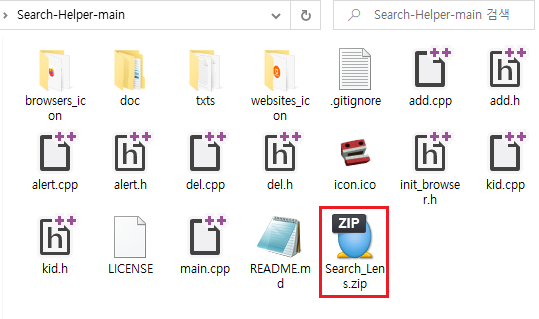 Search-Helper-main
Search-Helper-main 검색
browsers_icon
doc
txts
websites_icon
.gitignore
add.cpp
add.h
alert.cpp
alert.h
del.cpp
del.h
icon.ico
init_browser.h
kid.cpp
kid.h
LICENSE
main.cpp
README.md
ZIP
Search_Lens.zip